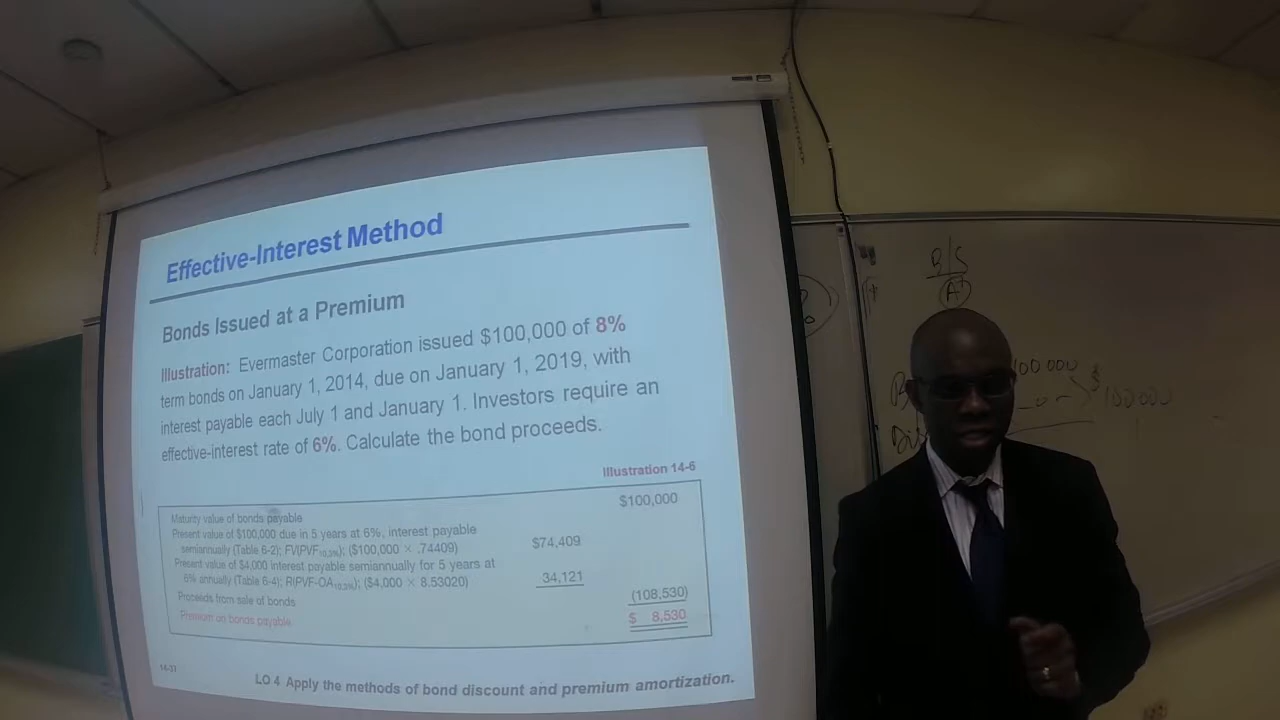 Effective-Interest Method
Bonds Issued at a Premium
Illustration: Evermaster Corporation issued $100,000 of 8%
term bonds on January 1, 2014, due on January 1, 2019, with
interest payable each July 1 and January 1. Investors require an
effective-interest rate of 6%. Calculate the bond proceeds.
Illustration 14-6
Maturity value of bonds payable $100,000
Present value of $100,000 due in 5 years at 6%, interest payable
semiannually (Table 6-2); FV(PVF10,3%); ($100,000 × .74409) $74,409
Present value of $4,000 interest payable semiannually for 5 years at
6% annually (Table 6-4); R(PVF-OA10,3%); ($4,000 × 8.53020) 34,121
Proceeds from sale of bonds (108,530)
Premium on bonds payable $ 8,530
14-31
LO 4 Apply the methods of bond discount and premium amortization.
B/S
A+
100 000
$
-0-
100 000